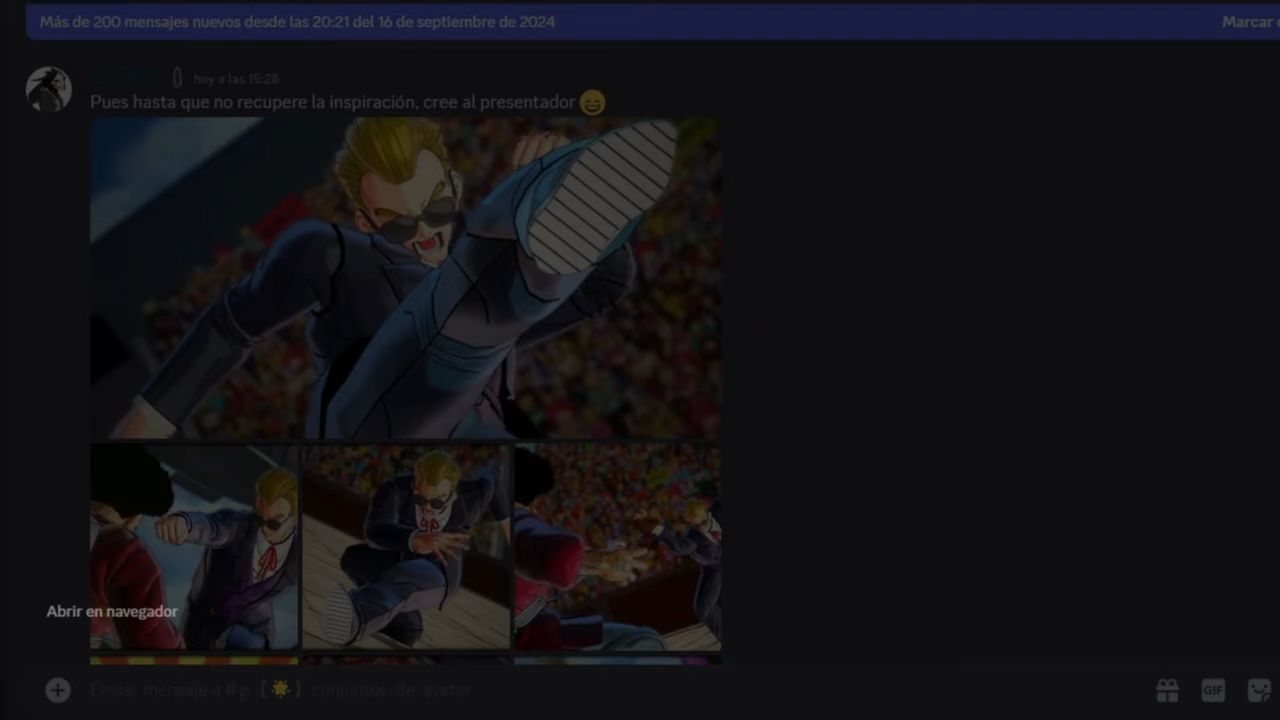 Más de 200 mensajes nuevos desde las 20:21 del 16 de septiembre de 2024 Marcar
hoy a las 15:28
Pues hasta que no recupere la inspiración, cree al presentador
Abrir en navegador
Enviar mensaje a # [ ] conjuntos-de-avatar
GIF